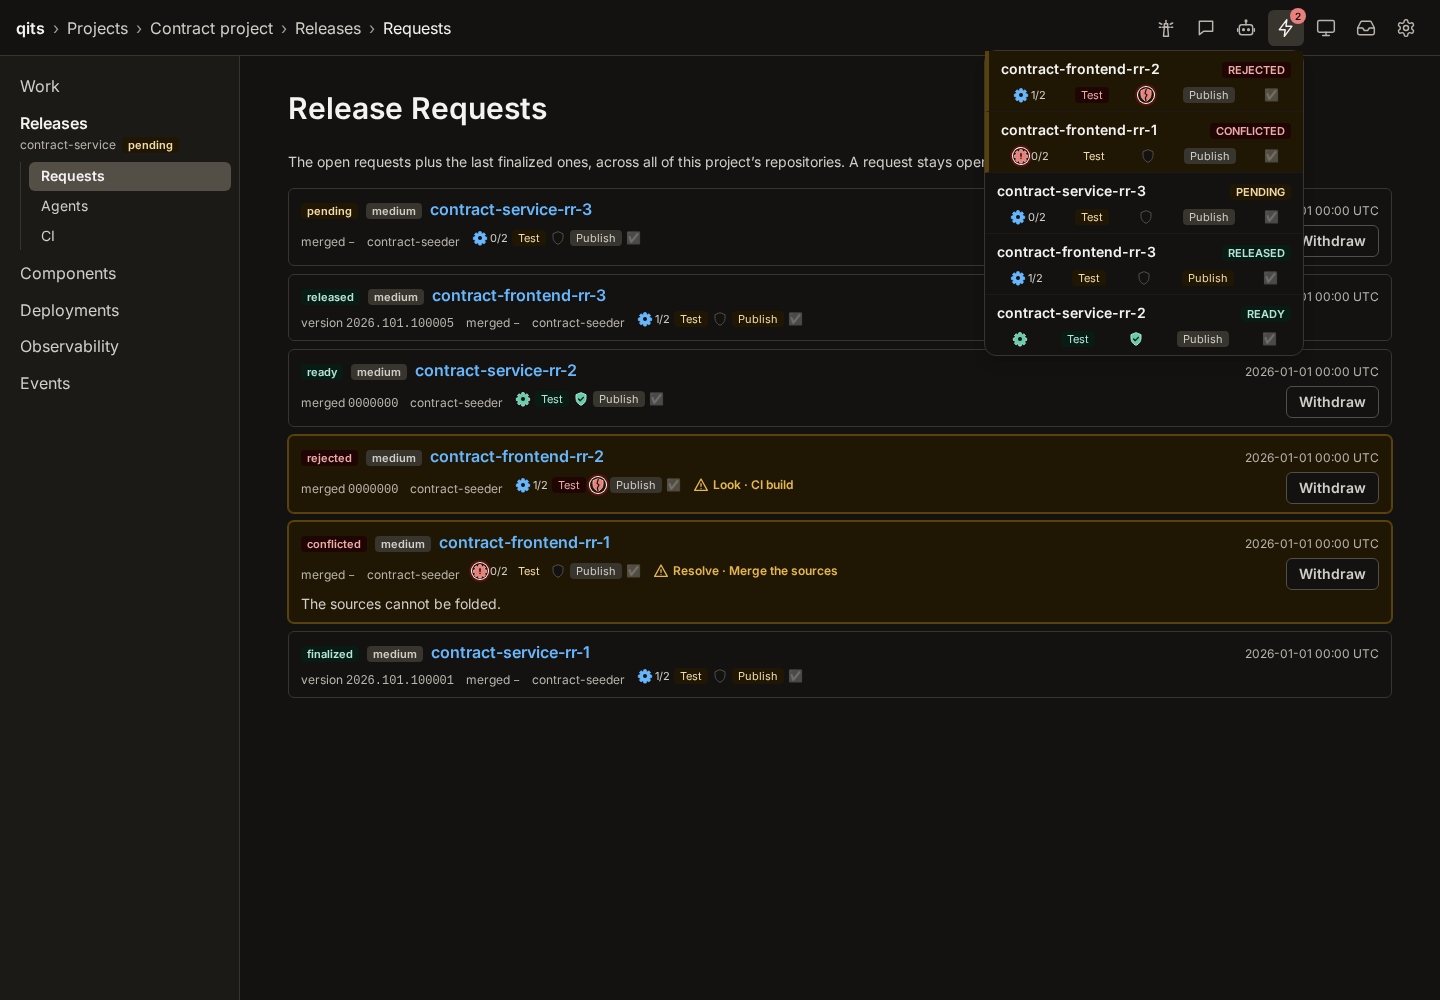 qits › Projects › Contract project › Releases › Requests
2
Work
Releases
contract-service pending
Requests
Agents
CI
Components
Deployments
Observability
Events
Release Requests
The open requests plus the last finalized ones, across all of this project’s repositories. A request stays open
pending medium contract-service-rr-3
01 00:00 UTC
merged – contract-seeder 0/2 Test Publish
Withdraw
released medium contract-frontend-rr-3
01 00:00 UTC
version 2026.101.100005 merged – contract-seeder 1/2 Test Publish
ready medium contract-service-rr-2
2026-01-01 00:00 UTC
merged 0000000 contract-seeder Test Publish
Withdraw
rejected medium contract-frontend-rr-2
2026-01-01 00:00 UTC
merged 0000000 contract-seeder 1/2 Test Publish Look · CI build
Withdraw
conflicted medium contract-frontend-rr-1
2026-01-01 00:00 UTC
merged – contract-seeder 0/2 Test Publish Resolve · Merge the sources
Withdraw
The sources cannot be folded.
finalized medium contract-service-rr-1
2026-01-01 00:00 UTC
version 2026.101.100001 merged – contract-seeder 1/2 Test Publish
contract-frontend-rr-2 REJECTED
1/2 Test Publish
contract-frontend-rr-1 CONFLICTED
0/2 Test Publish
contract-service-rr-3 PENDING
0/2 Test Publish
contract-frontend-rr-3 RELEASED
1/2 Test Publish
contract-service-rr-2 READY
Test Publish